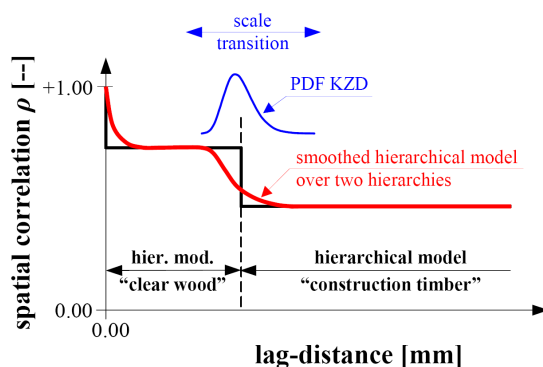 scale
transition
spatial correlation ρ [--]
+1.00
PDF KZD
smoothed hierarchical model
over two hierarchies
hier. mod.
“clear wood”
hierarchical model
“construction timber”
0.00
0.00
lag-distance [mm]